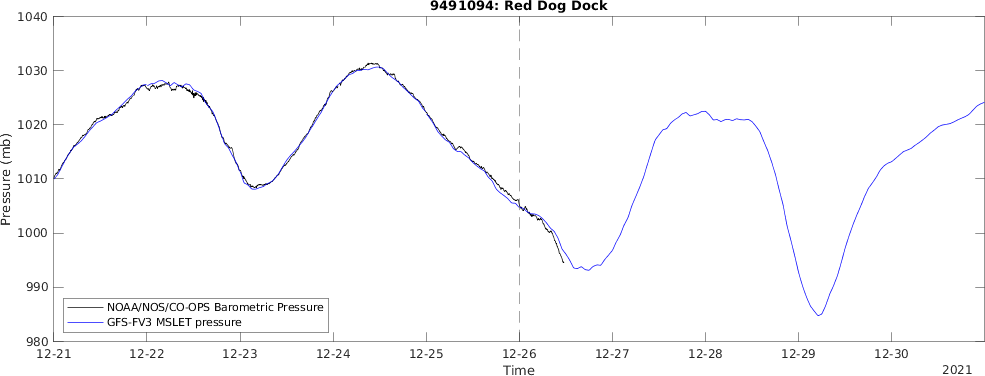 9491094: Red Dog Dock
1040
1030
1020
1010
1000
990
980
Pressure (mb)
NOAA/NOS/CO-OPS Barometric Pressure
GFS-FV3 MSLET pressure
12-21 12-22 12-23 12-24 12-25 12-26 12-27 12-28 12-29 12-30
Time
2021